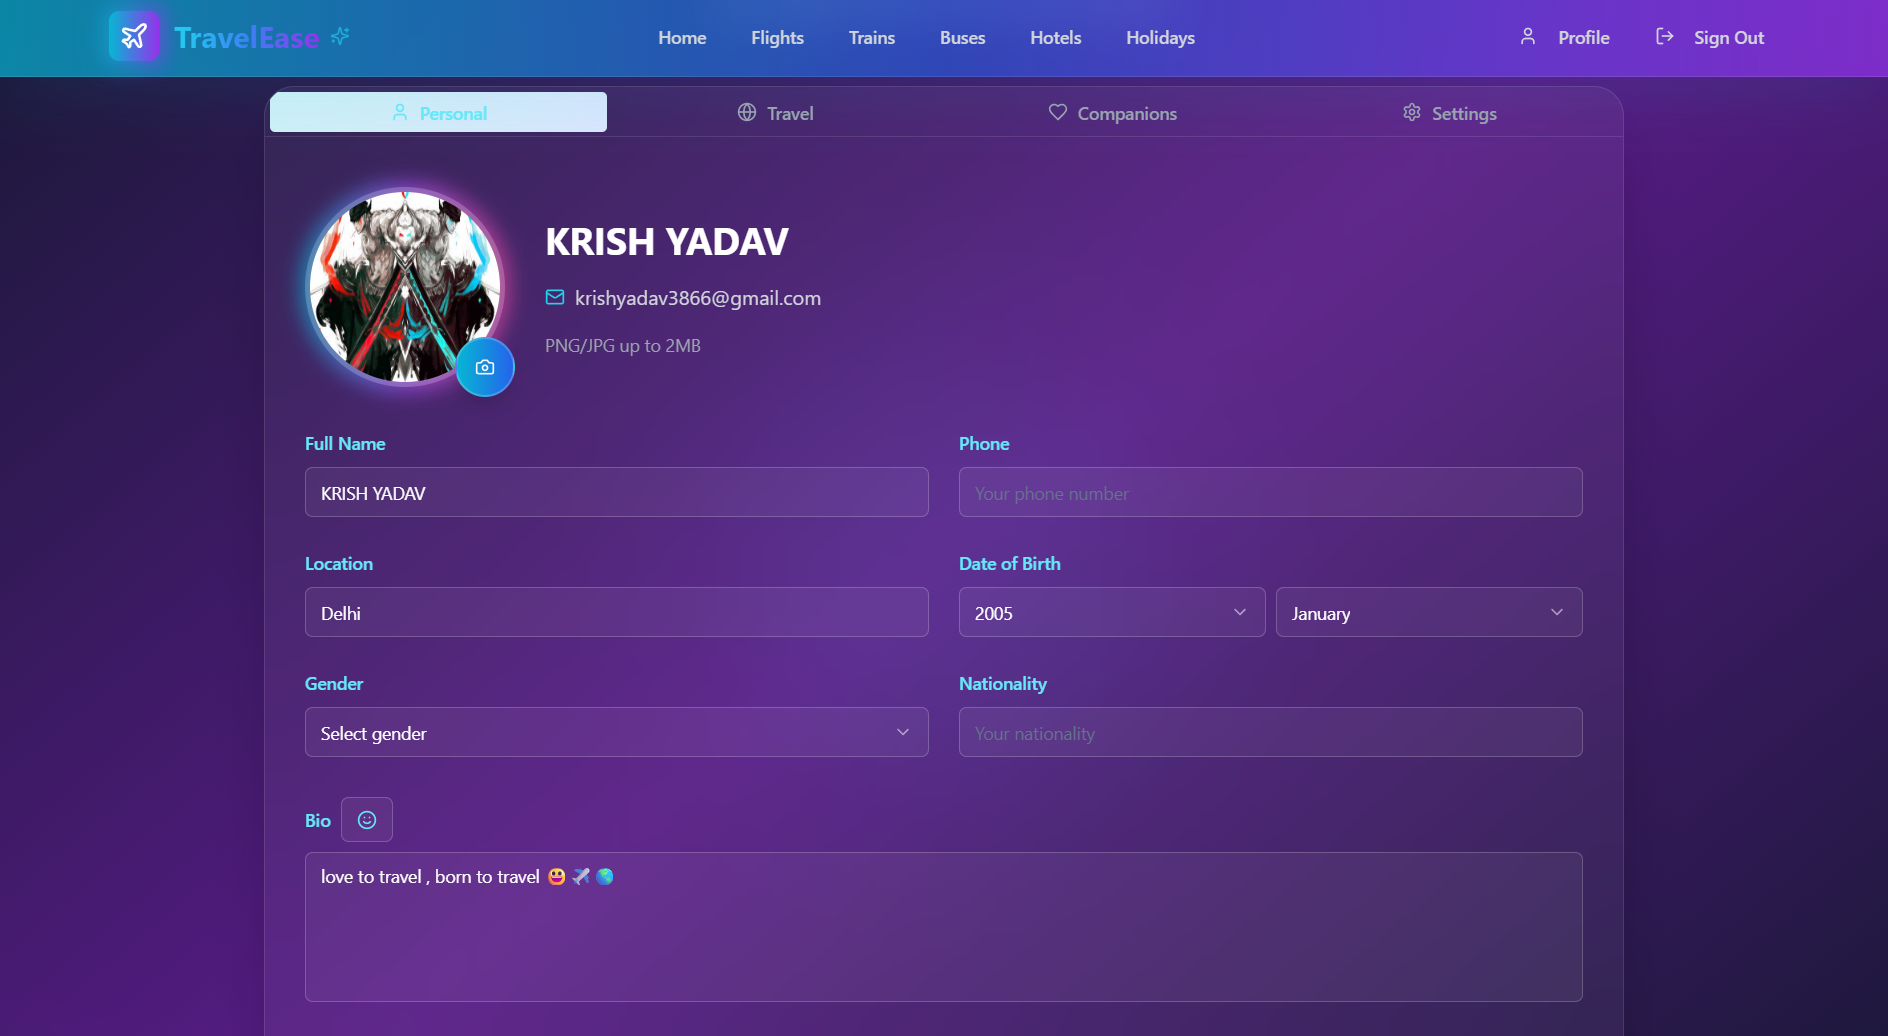 TravelEase Home Flights Trains Buses Hotels Holidays Profile Sign Out
Personal Travel Companions Settings
KRISH YADAV
krishyadav3866@gmail.com
PNG/JPG up to 2MB
Full Name Phone
KRISH YADAV Your phone number
Location Date of Birth
Delhi 2005 January
Gender Nationality
Select gender Your nationality
Bio
love to travel , born to travel 😃 ✈️ 🌎